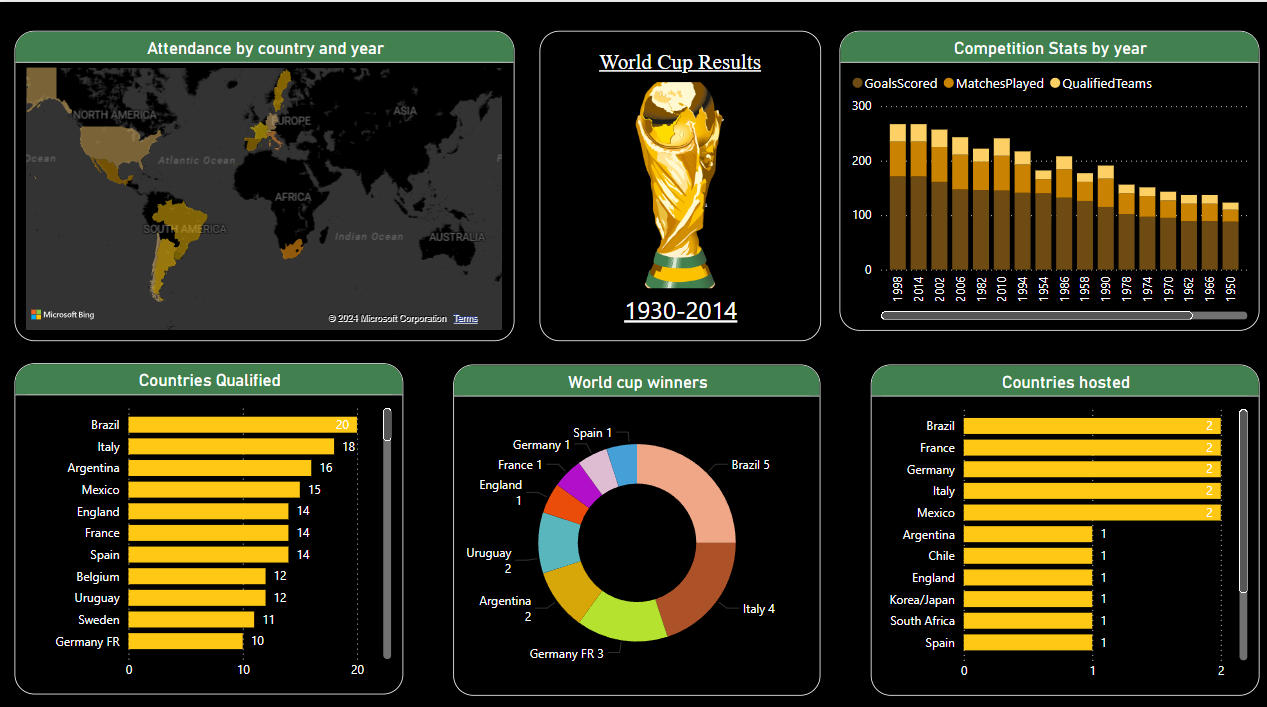 Attendance by country and year
NORTH AMERICA
EUROPE
ASIA
Ocean
Atlantic Ocean
AFRICA
SOUTH AMERICA
Indian Ocean
AUSTRALIA
Microsoft Bing
© 2024 Microsoft Corporation Terms
World Cup Results
1930-2014
Competition Stats by year
GoalsScored MatchesPlayed QualifiedTeams
300
200
100
0
1998 2014 2002 2006 1982 2010 1994 1954 1986 1958 1990 1978 1974 1970 1962 1966 1950
Countries Qualified
Brazil 20
Italy 18
Argentina 16
Mexico 15
England 14
France 14
Spain 14
Belgium 12
Uruguay 12
Sweden 11
Germany FR 10
0 10 20
World cup winners
Spain 1
Germany 1
France 1
England
1
Uruguay
2
Argentina
2
Germany FR 3
Italy 4
Brazil 5
Countries hosted
Brazil 2
France 2
Germany 2
Italy 2
Mexico 2
Argentina 1
Chile 1
England 1
Korea/Japan 1
South Africa 1
Spain 1
0 1 2